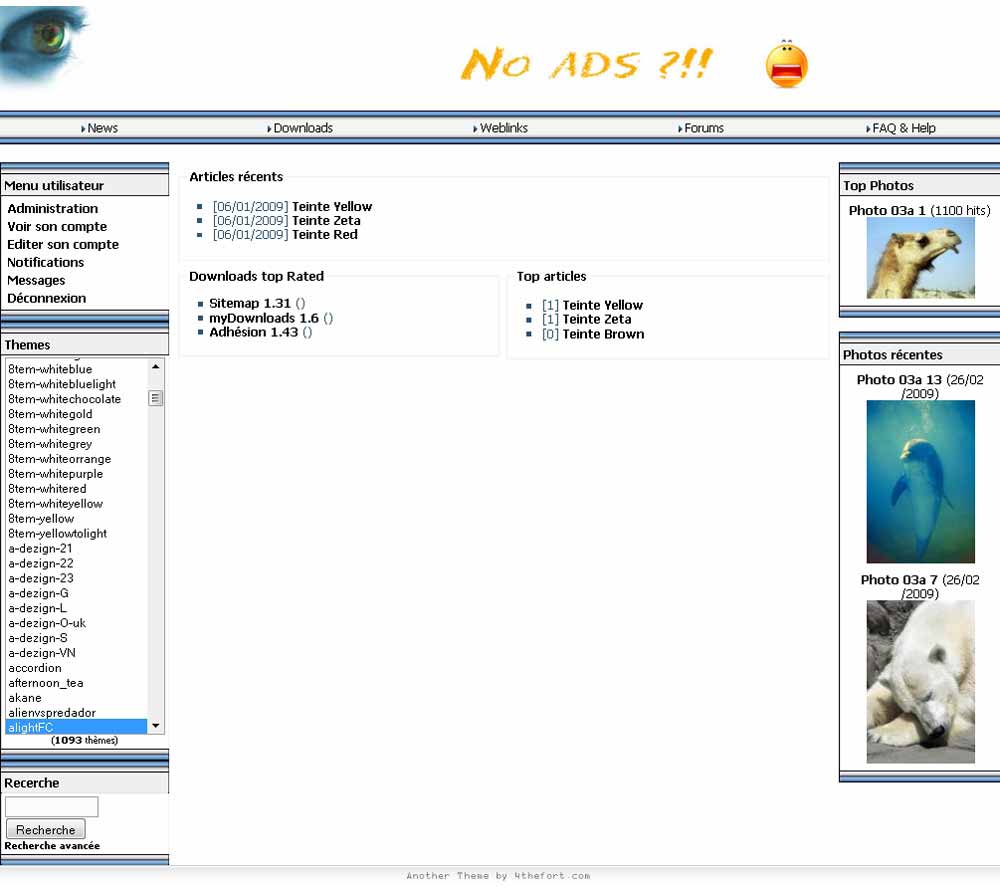 No ADS ?!!
News
Downloads
Weblinks
Forums
FAQ & Help
Menu utilisateur
Administration
Voir son compte
Editer son compte
Notifications
Messages
Déconnexion
Themes
8tem-whiteblue
8tem-whitebluelight
8tem-whitechocolate
8tem-whitegold
8tem-whitegreen
8tem-whitegrey
8tem-whiteorrange
8tem-whitepurple
8tem-whitered
8tem-whiteyellow
8tem-yellow
8tem-yellowtolight
a-dezign-21
a-dezign-22
a-dezign-23
a-dezign-G
a-dezign-L
a-dezign-O-uk
a-dezign-S
a-dezign-VN
accordion
afternoon_tea
akane
alienvspredador
alightFC
(1093 thèmes)
Recerche
Recherche
Recherche avancée
Articles récents
[06/01/2009] Teinte Yellow
[06/01/2009] Teinte Zeta
[06/01/2009] Teinte Red
Downloads top Rated
Sitemap 1.31 ()
myDownloads 1.6 ()
Adhésion 1.43 ()
Top articles
[1] Teinte Yellow
[1] Teinte Zeta
[0] Teinte Brown
Top Photos
Photo 03a 1 (1100 hits)
Photos récentes
Photo 03a 13 (26/02
/2009)
Photo 03a 7 (26/02
/2009)
Another Theme by 4thefort.com